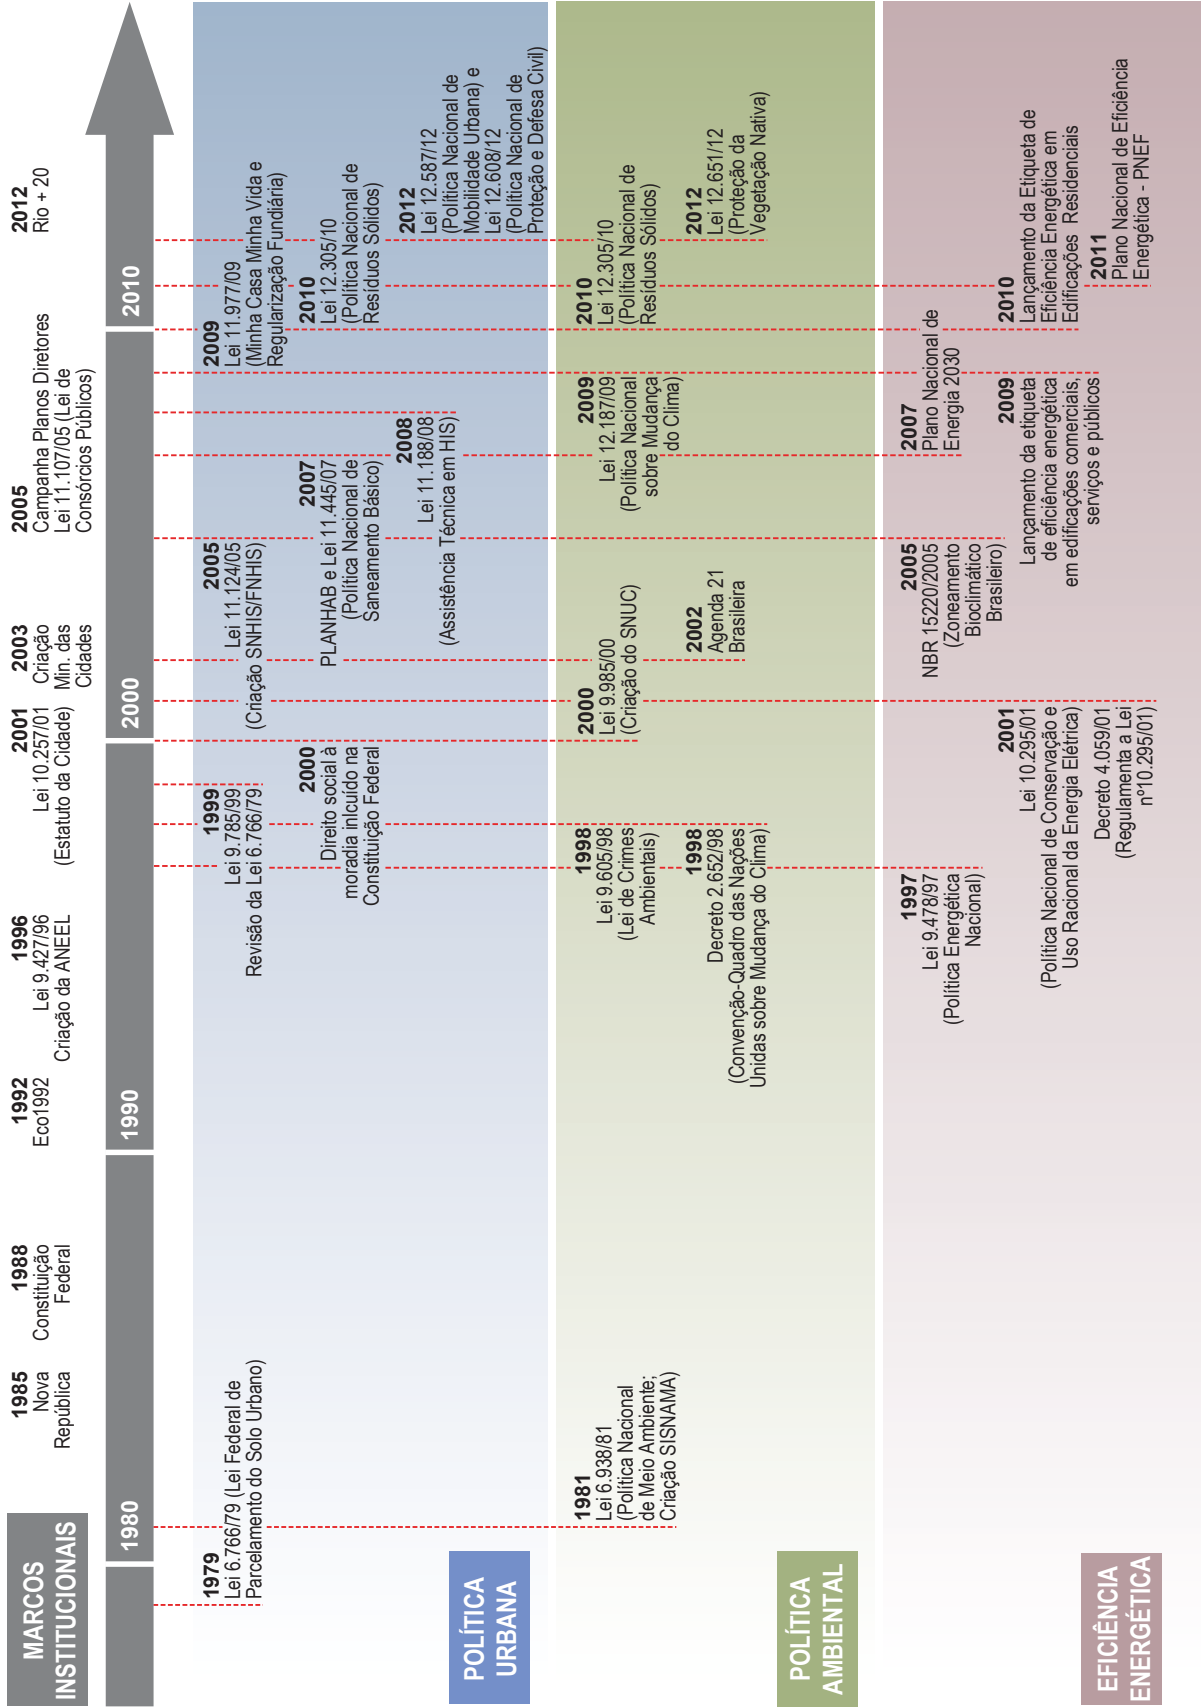 MARCOS
INSTITUCIONAIS
1985
Nova
República
1988
Constituição
Federal
1992
Eco1992
1996
Lei 9.427/96
Criação da ANEEL
2001
Lei 10.257/01
(Estatuto da Cidade)
2003
Criação
Min. das
Cidades
2005
Campanha Planos Diretores
Lei 11.107/05 (Lei de
Consórcios Públicos)
2012
Rio + 20
1980
1990
2000
2010
POLÍTICA
URBANA
1979
Lei 6.766/79 (Lei Federal de
Parcelamento do Solo Urbano)
1999
Lei 9.785/99
Revisão da Lei 6.766/79
2000
Direito social à
moradia inlcuído na
Constituição Federal
2005
Lei 11.124/05
(Criação SNHIS/FNHIS)
2007
PLANHAB e Lei 11.445/07
(Política Nacional de
Saneamento Básico)
2008
Lei 11.188/08
(Assistência Técnica em HIS)
2009
Lei 11.977/09
(Minha Casa Minha Vida e
Regularização Fundiária)
2010
Lei 12.305/10
(Política Nacional de
Resíduos Sólidos)
2012
Lei 12.587/12
(Política Nacional de
Mobilidade Urbana) e
Lei 12.608/12
(Política Nacional de
Proteção e Defesa Civil)
POLÍTICA
AMBIENTAL
1981
Lei 6.938/81
(Política Nacional
de Meio Ambiente;
Criação SISNAMA)
1998
Lei 9.605/98
(Lei de Crimes
Ambientais)
1998
Decreto 2.652/98
(Convenção-Quadro das Nações
Unidas sobre Mudança do Clima)
2000
Lei 9.985/00
(Criação do SNUC)
2002
Agenda 21
Brasileira
2009
Lei 12.187/09
(Política Nacional
sobre Mudança
do Clima)
2010
Lei 12.305/10
(Política Nacional de
Resíduos Sólidos)
2012
Lei 12.651/12
(Proteção da
Vegetação Nativa)
EFICIÊNCIA
ENERGÉTICA
1997
Lei 9.478/97
(Política Energética
Nacional)
2001
Lei 10.295/01
(Política Nacional de Conservação e
Uso Racional da Energia Elétrica)
Decreto 4.059/01
(Regulamenta a Lei
nº10.295/01)
2005
NBR 15220/2005
(Zoneamento
Bioclimático
Brasileiro)
2007
Plano Nacional de
Energia 2030
2009
Lançamento da etiqueta
de eficiência energética
em edificações comerciais,
serviços e públicos
2010
Lançamento da Etiqueta de
Eficiência Energética em
Edificações Residenciais
2011
Plano Nacional de Eficiência
Energética - PNEF